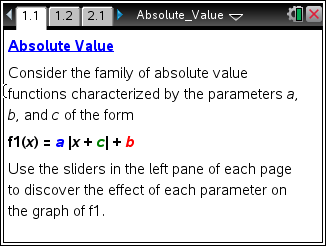 1.1 1.2 2.1 Absolute_Value
Absolute Value
Consider the family of absolute value
functions characterized by the parameters a,
b, and c of the form
f1(x) = a |x + c| + b
Use the sliders in the left pane of each page
to discover the effect of each parameter on
the graph of f1.